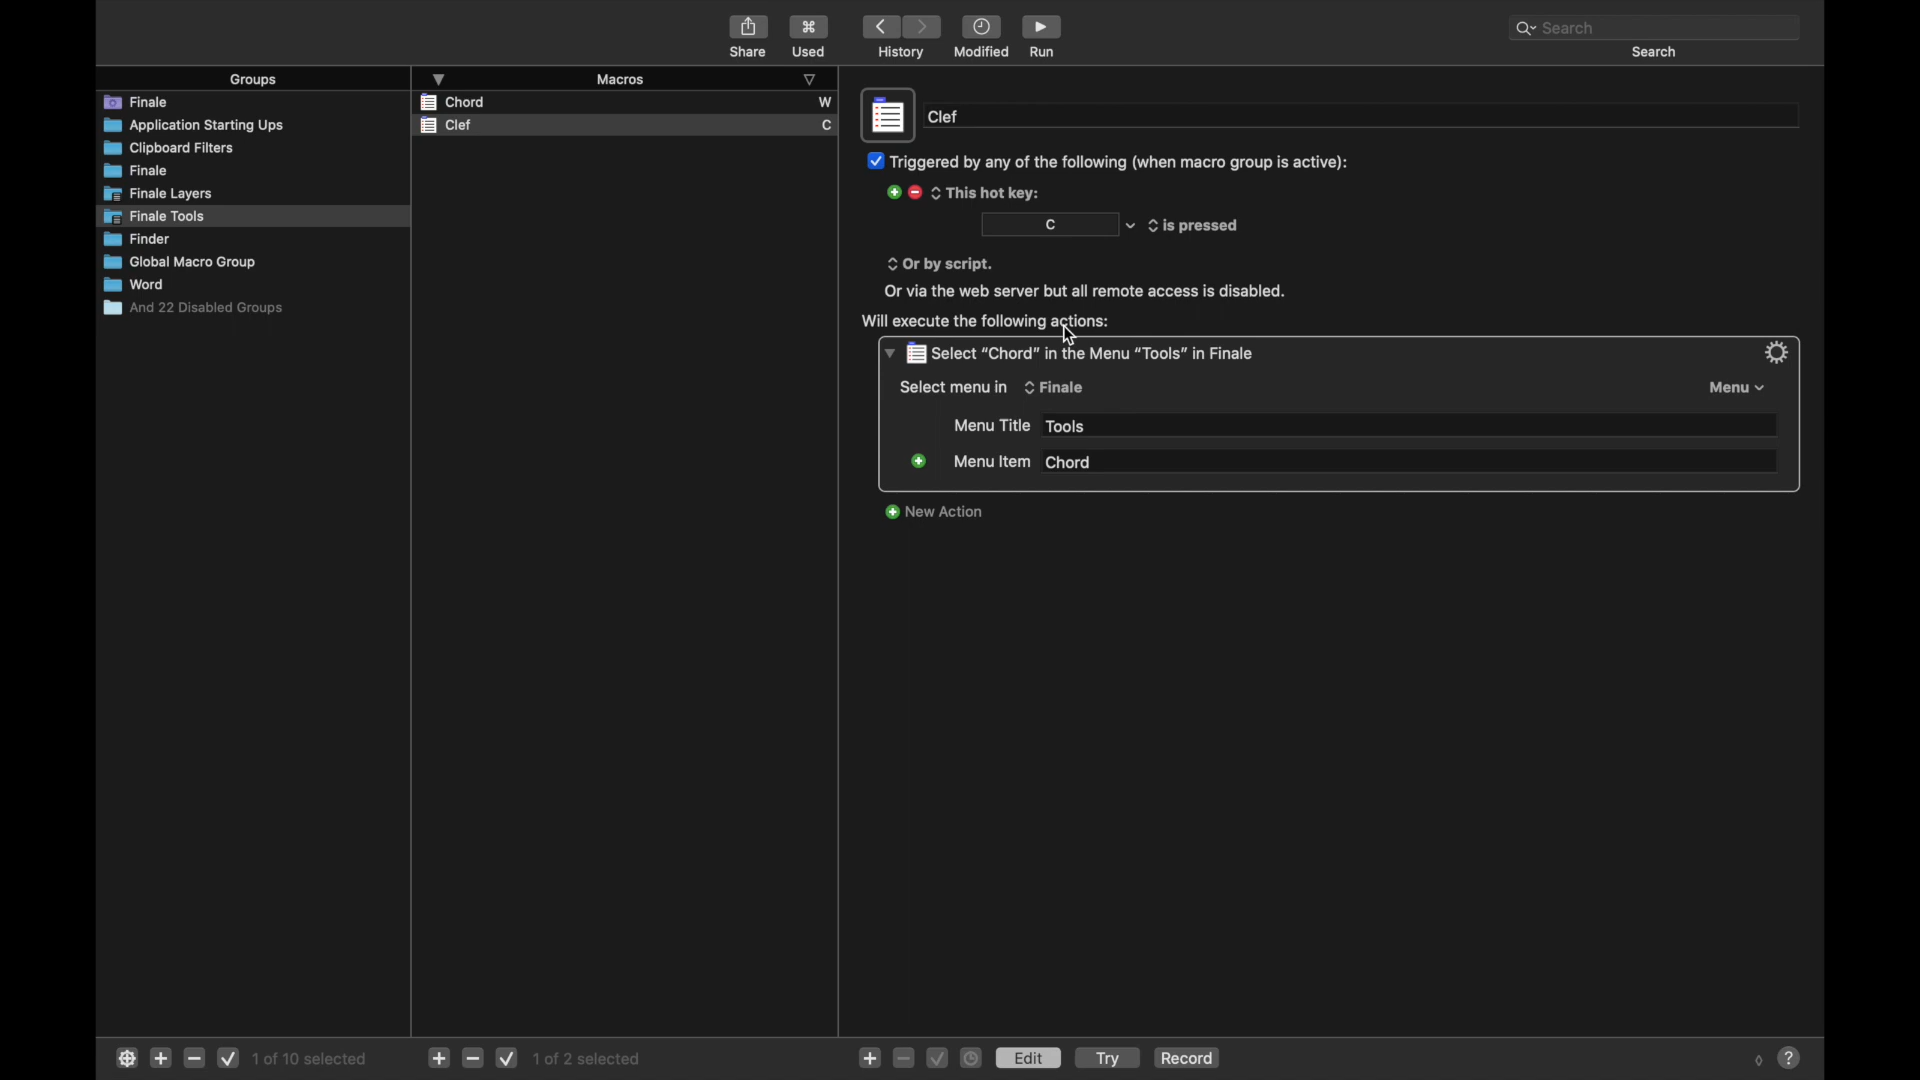 Share
Used
History
Modified
Run
Search
Search
Groups
Macros
Finale
Application Starting Ups
Clipboard Filters
Finale
Finale Layers
Finale Tools
Finder
Global Macro Group
Word
And 22 Disabled Groups
Chord W
Clef C
Clef
Triggered by any of the following (when macro group is active):
This hot key:
C
is pressed
Or by script.
Or via the web server but all remote access is disabled.
Will execute the following actions:
Select “Chord” in the Menu “Tools” in Finale
Select menu in Finale
Menu
Menu Title Tools
Menu Item Chord
New Action
1 of 10 selected
1 of 2 selected
Edit
Try
Record
?